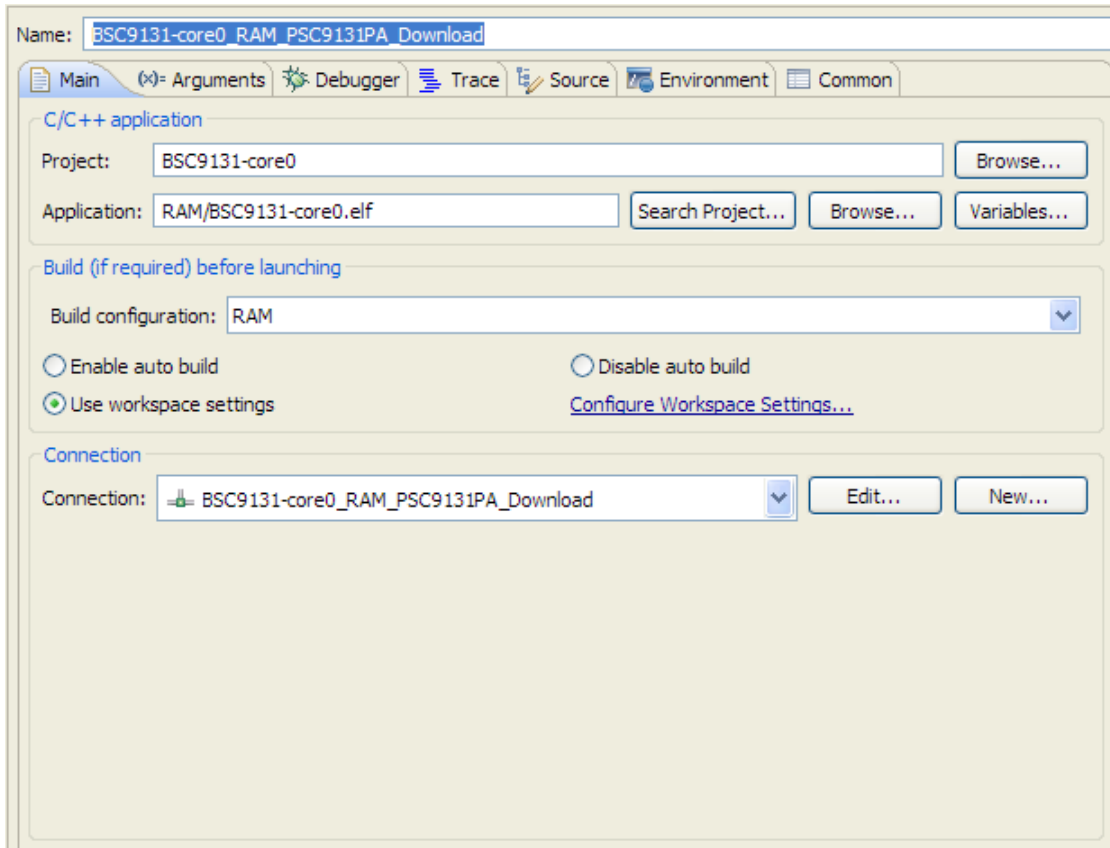 Name: BSC9131-core0_RAM_PSC9131PA_Download
Main (x)= Arguments Debugger Trace Source Environment Common
C/C++ application
Project: BSC9131-core0 Browse...
Application: RAM/BSC9131-core0.elf Search Project... Browse... Variables...
Build (if required) before launching
Build configuration: RAM
Enable auto build Disable auto build
Use workspace settings Configure Workspace Settings...
Connection
Connection: BSC9131-core0_RAM_PSC9131PA_Download Edit... New...